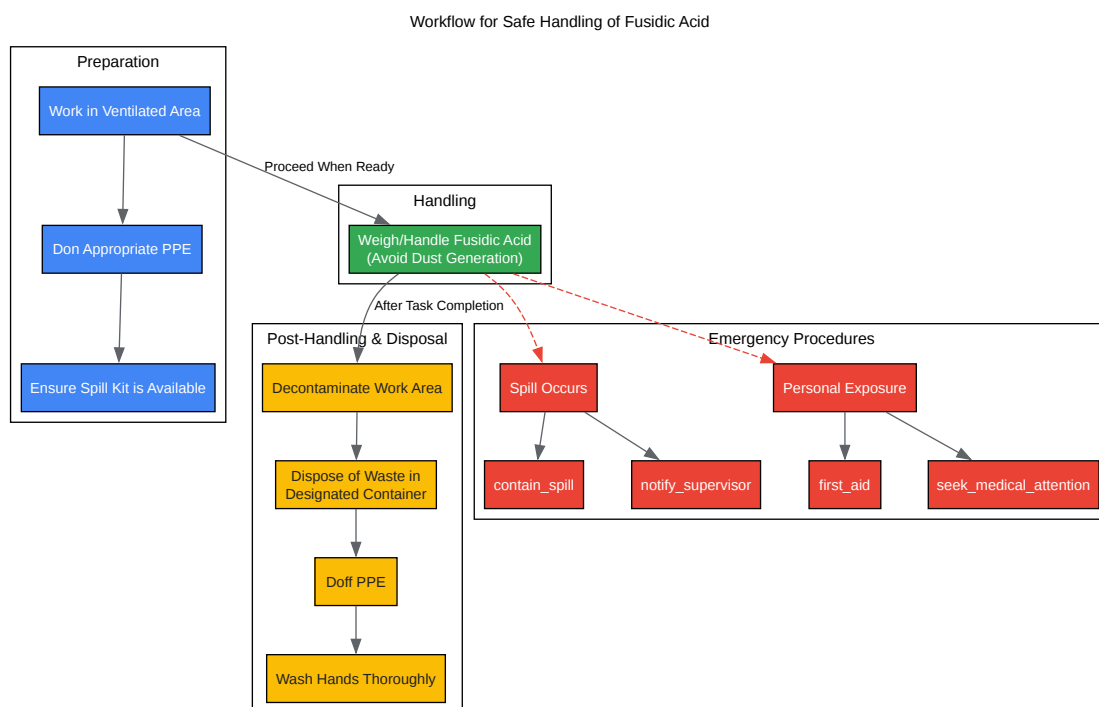 Workflow for Safe Handling of Fusidic Acid
Preparation
Work in Ventilated Area
Proceed When Ready
Don Appropriate PPE
Ensure Spill Kit is Available
Handling
Weigh/Handle Fusidic Acid
(Avoid Dust Generation)
After Task Completion
Post-Handling & Disposal
Decontaminate Work Area
Dispose of Waste in
Designated Container
Doff PPE
Wash Hands Thoroughly
Emergency Procedures
Spill Occurs
Personal Exposure
contain_spill
notify_supervisor
first_aid
seek_medical_attention